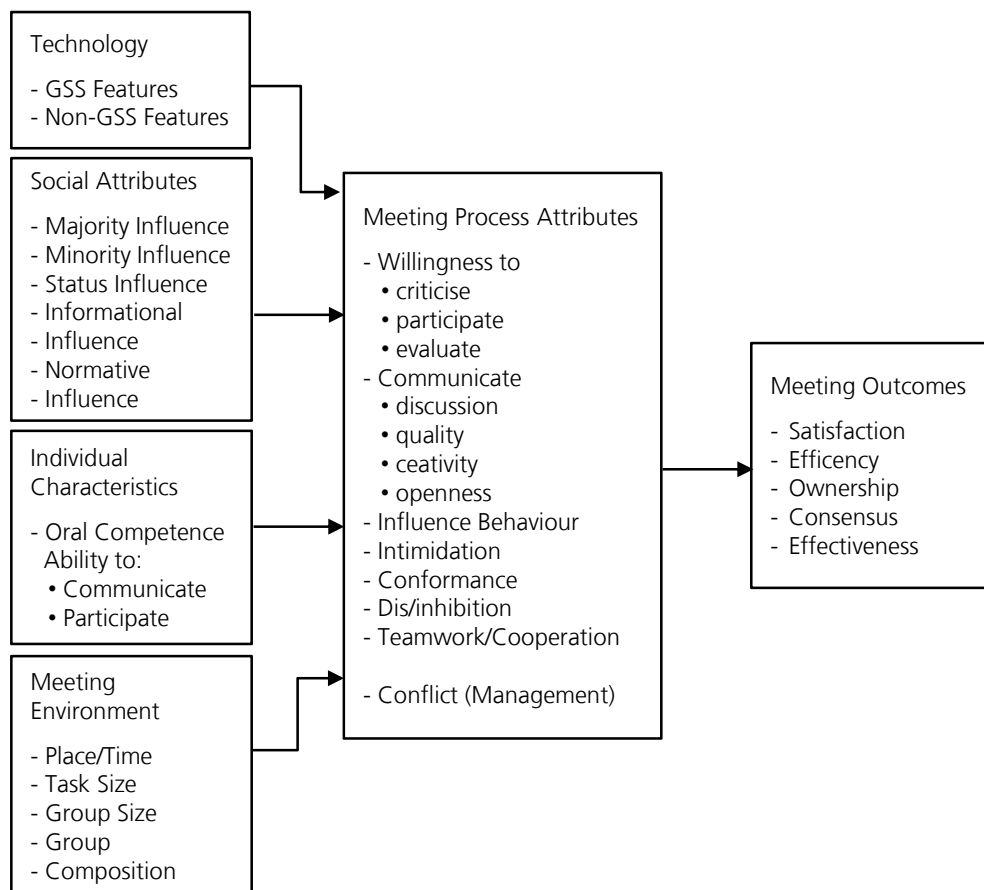 Technology
- GSS Features
- Non-GSS Features
Social Attributes
- Majority Influence
- Minority Influence
- Status Influence
- Informational
- Influence
- Normative
- Influence
Individual
Characteristics
- Oral Competence
Ability to:
• Communicate
• Participate
Meeting
Environment
- Place/Time
- Task Size
- Group Size
- Group
- Composition
Meeting Process Attributes
- Willingness to
• criticise
• participate
• evaluate
- Communicate
• discussion
• quality
• ceativity
• openness
- Influence Behaviour
- Intimidation
- Conformance
- Dis/inhibition
- Teamwork/Cooperation
- Conflict (Management)
Meeting Outcomes
- Satisfaction
- Efficency
- Ownership
- Consensus
- Effectiveness